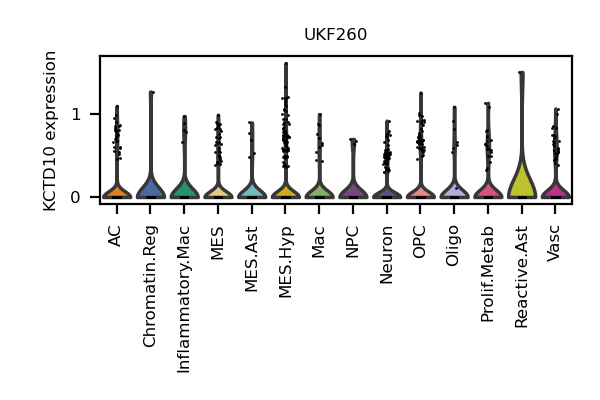 UKF260
KCTD10 expression
1
0
AC
Chromatin.Reg
Inflammatory.Mac
MES
MES.Ast
MES.Hyp
Mac
NPC
Neuron
OPC
Oligo
Prolif.Metab
Reactive.Ast
Vasc